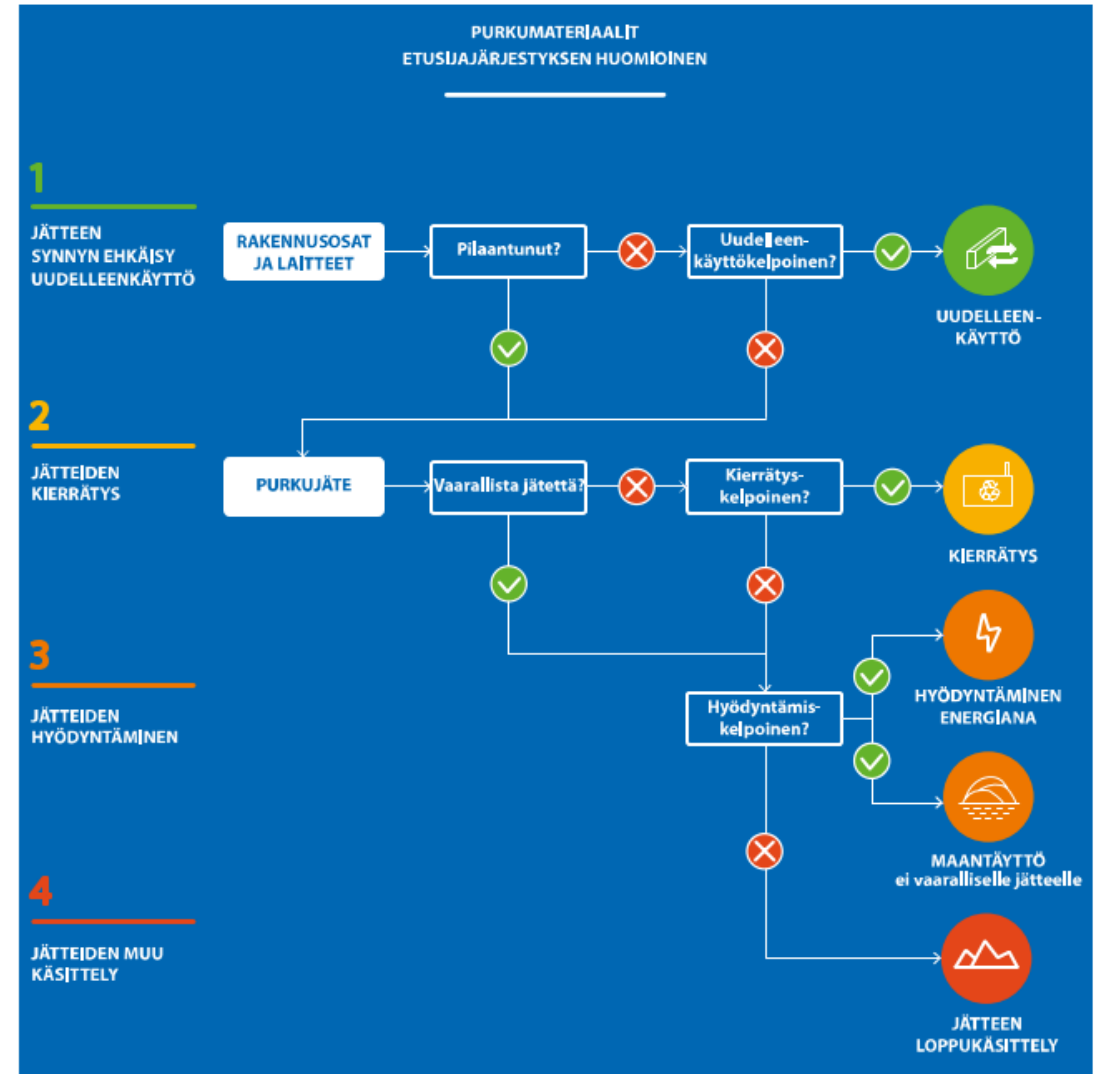 PURKUMATERIAALIT
ETUSIJAJÄRJESTYKSEN HUOMIOINEN
1
JÄTTEEN
SYNNYN EHKÄISY
UUDELLEENKÄYTTÖ
RAKENNUSOSAT
JA LAITTEET
Pilaantunut?
Uudelleen-
käyttökelpoinen?
UUDELLEEN-
KÄYTTÖ
2
JÄTTEIDEN
KIERRÄTYS
PURKUJÄTE
Vaarallista jätettä?
Kierrätys-
kelpoinen?
KIERRÄTYS
3
JÄTTEIDEN
HYÖDYNTÄMINEN
Hyödyntämis-
kelpoinen?
HYÖDYNTÄMINEN
ENERGIANA
MAANTÄYTTÖ
ei vaaralliselle jätteelle
4
JÄTTEIDEN MUU
KÄSITTELY
JÄTTEEN
LOPPUKÄSITTELY